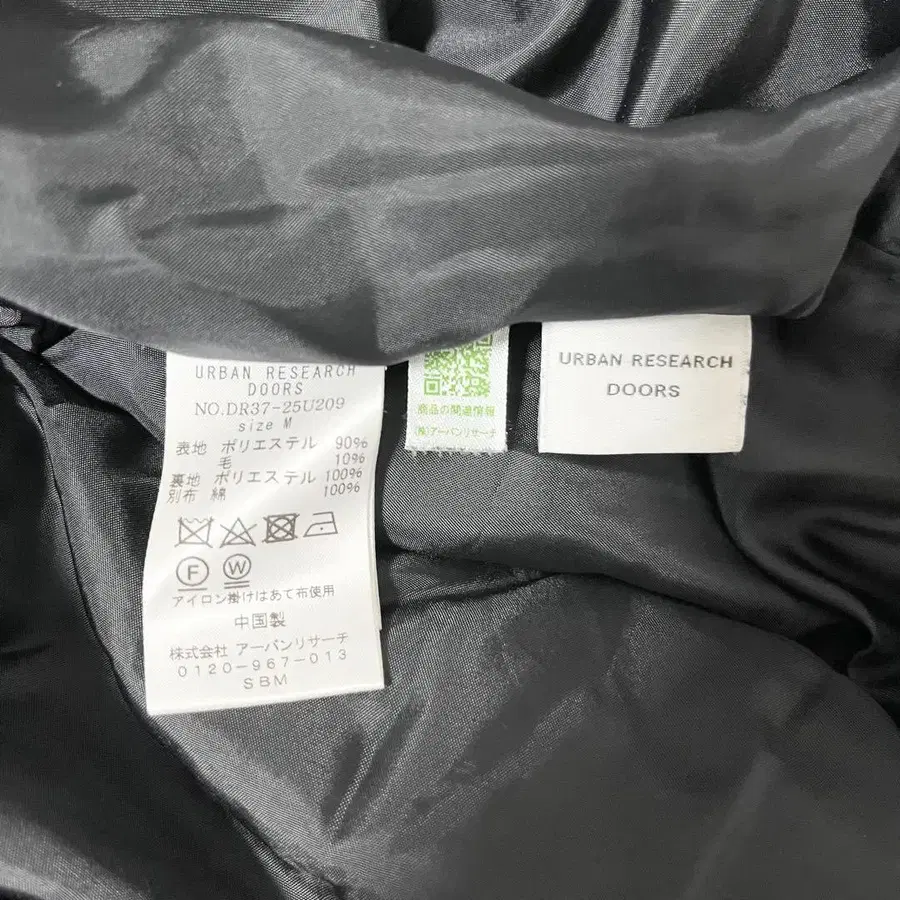 URBAN RESEARCH
DOORS
NO.DR37-25U209
size M
表地 ポリエステル 90%
毛 10%
裏地 ポリエステル 100%
別布 綿 100%
F W
アイロン掛けはあて布使用
中国製
株式会社 アーバンリサーチ
0120-967-013
SBM
商品の関連情報
(株)アーバンリサーチ
URBAN RESEARCH
DOORS